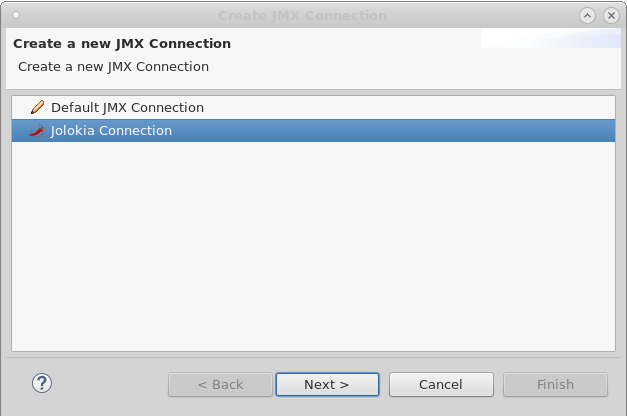 Create JMX Connection
Create a new JMX Connection
Create a new JMX Connection
Default JMX Connection
Jolokia Connection
?
< Back
Next >
Cancel
Finish